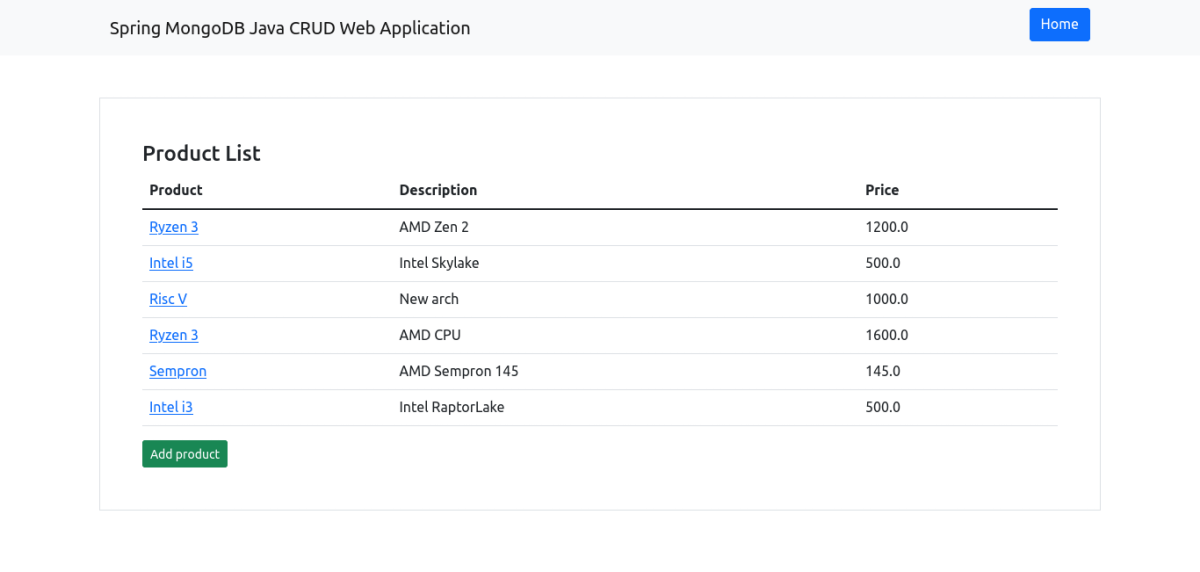 Spring MongoDB Java CRUD Web Application Home
Product List
Product Description Price
Ryzen 3 AMD Zen 2 1200.0
Intel i5 Intel Skylake 500.0
Risc V New arch 1000.0
Ryzen 3 AMD CPU 1600.0
Sempron AMD Sempron 145 145.0
Intel i3 Intel RaptorLake 500.0
Add product